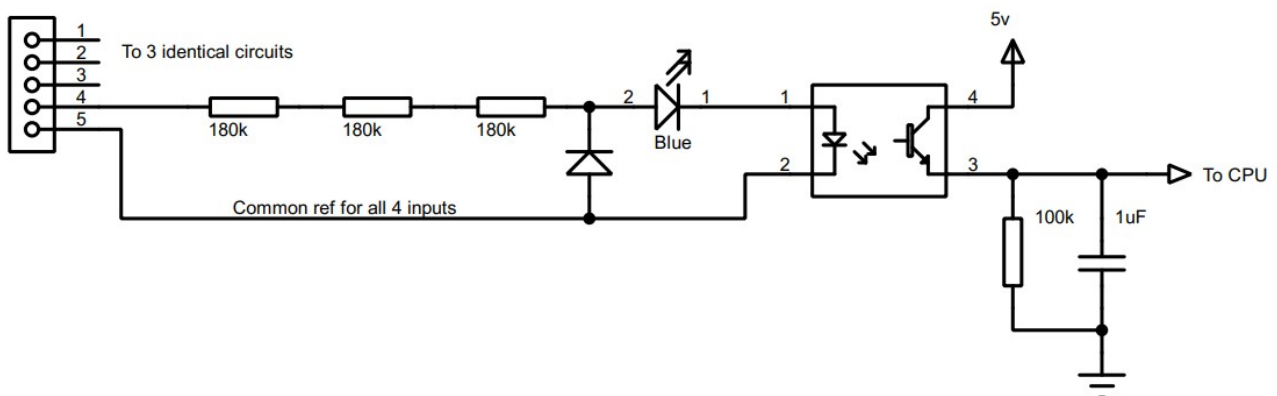 5v
1
2
To 3 identical circuits
3
4
5
180k
180k
180k
2
1
Blue
1
2
4
3
To CPU
Common ref for all 4 inputs
100k
1uF